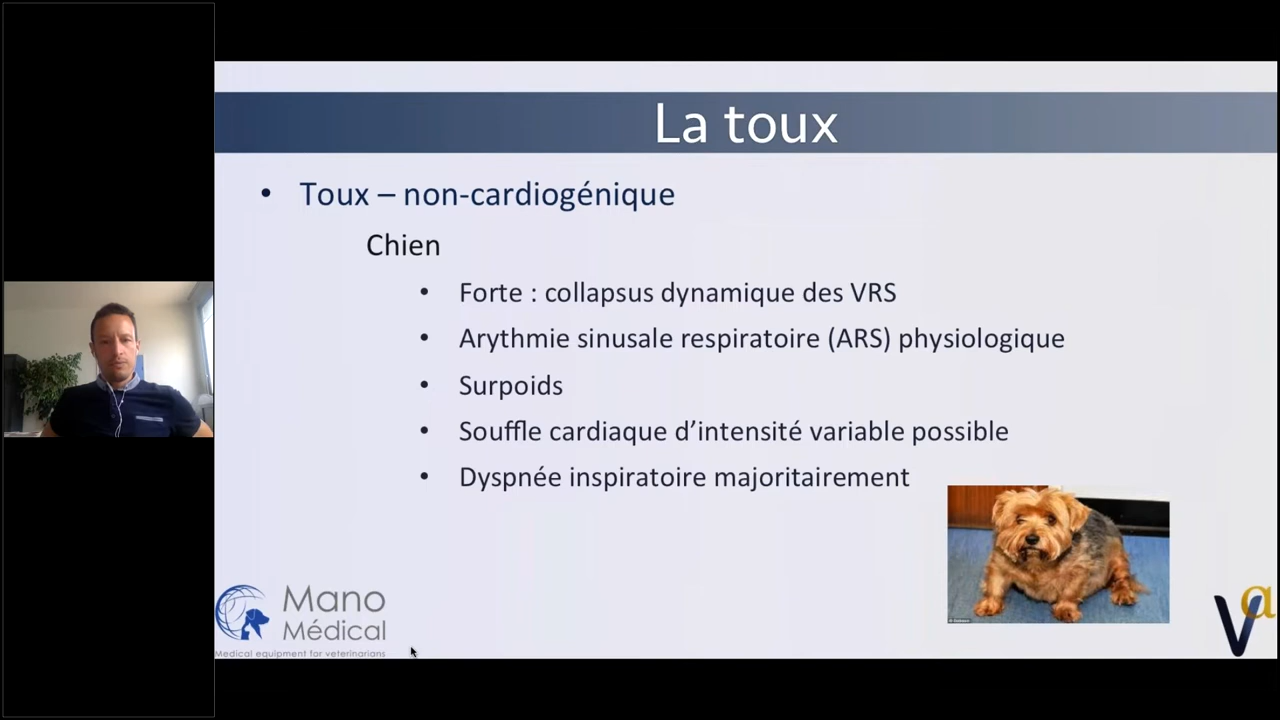 La toux
• Toux – non-cardiogénique
Chien
• Forte : collapsus dynamique des VRS
• Arythmie sinusale respiratoire (ARS) physiologique
• Surpoids
• Souffle cardiaque d’intensité variable possible
• Dyspnée inspiratoire majoritairement
Mano
Médical
Medical equipment for veterinarians
V@